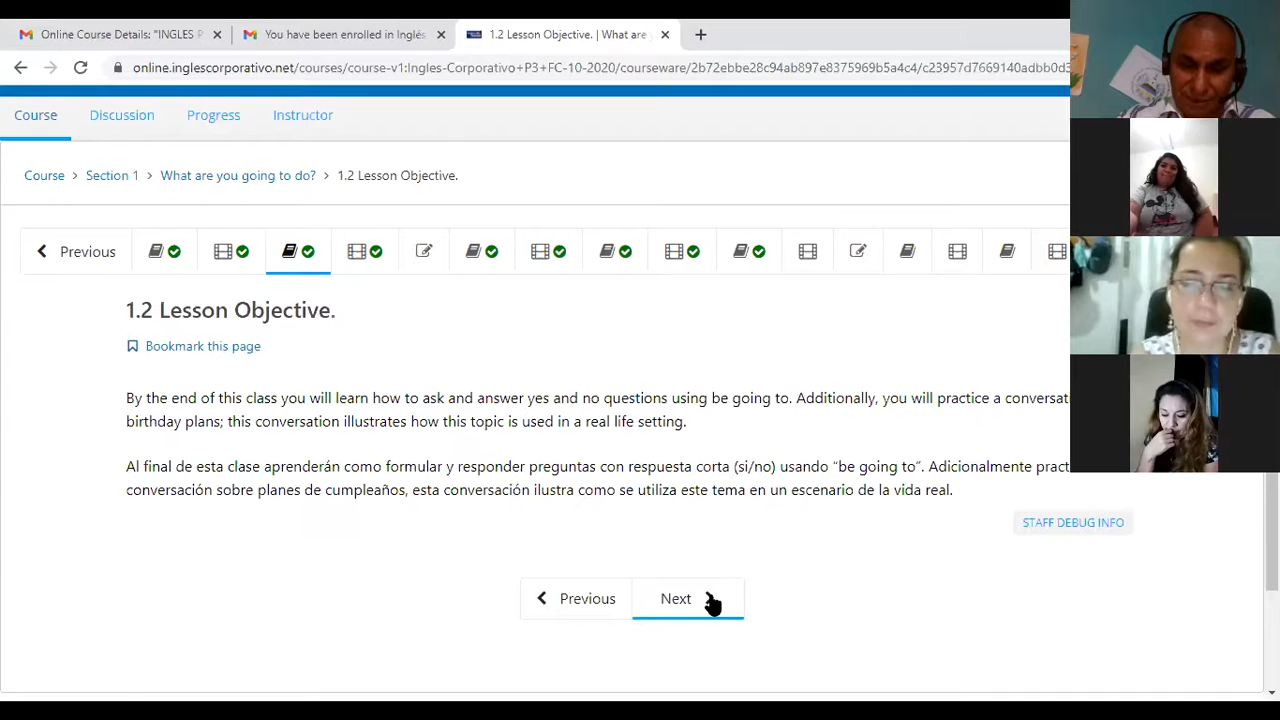 Online Course Details: "INGLES P
You have been enrolled in Inglés
1.2 Lesson Objective. | What are
online.inglescorporativo.net/courses/course-v1:Ingles-Corporativo+P3+FC-10-2020/courseware/2b72ebbe28c94ab897e8375969b5a4c4/c23957d7669140adbb0d3
Course Discussion Progress Instructor
Course > Section 1 > What are you going to do? > 1.2 Lesson Objective.
Previous
1.2 Lesson Objective.
Bookmark this page
By the end of this class you will learn how to ask and answer yes and no questions using be going to. Additionally, you will practice a conversat
birthday plans; this conversation illustrates how this topic is used in a real life setting.
Al final de esta clase aprenderán como formular y responder preguntas con respuesta corta (si/no) usando “be going to”. Adicionalmente pract
conversación sobre planes de cumpleaños, esta conversación ilustra como se utiliza este tema en un escenario de la vida real.
STAFF DEBUG INFO
Previous Next